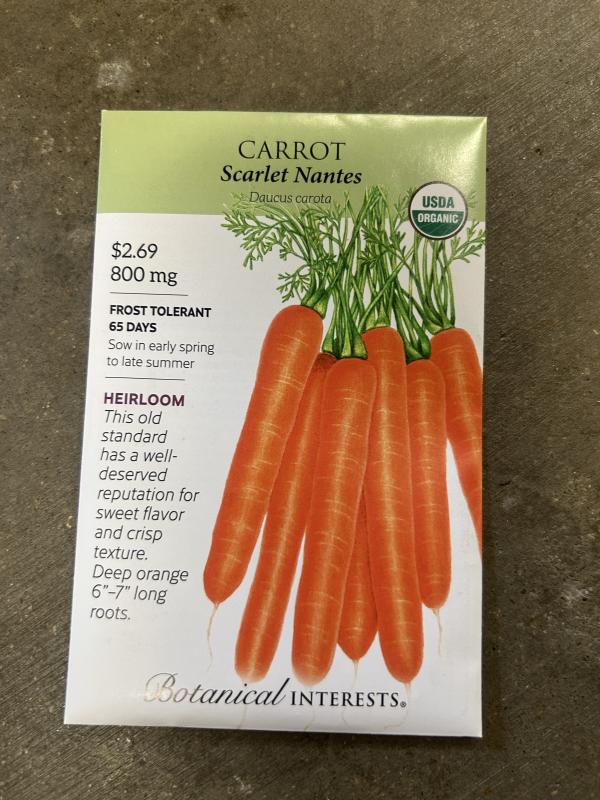 CARROT
Scarlet Nantes
Daucus carota
USDA
ORGANIC
$2.69
800 mg
FROST TOLERANT
65 DAYS
Sow in early spring
to late summer
HEIRLOOM
This old
standard
has a well-
deserved
reputation for
sweet flavor
and crisp
texture.
Deep orange
6”–7” long
roots.
Botanical INTERESTS®